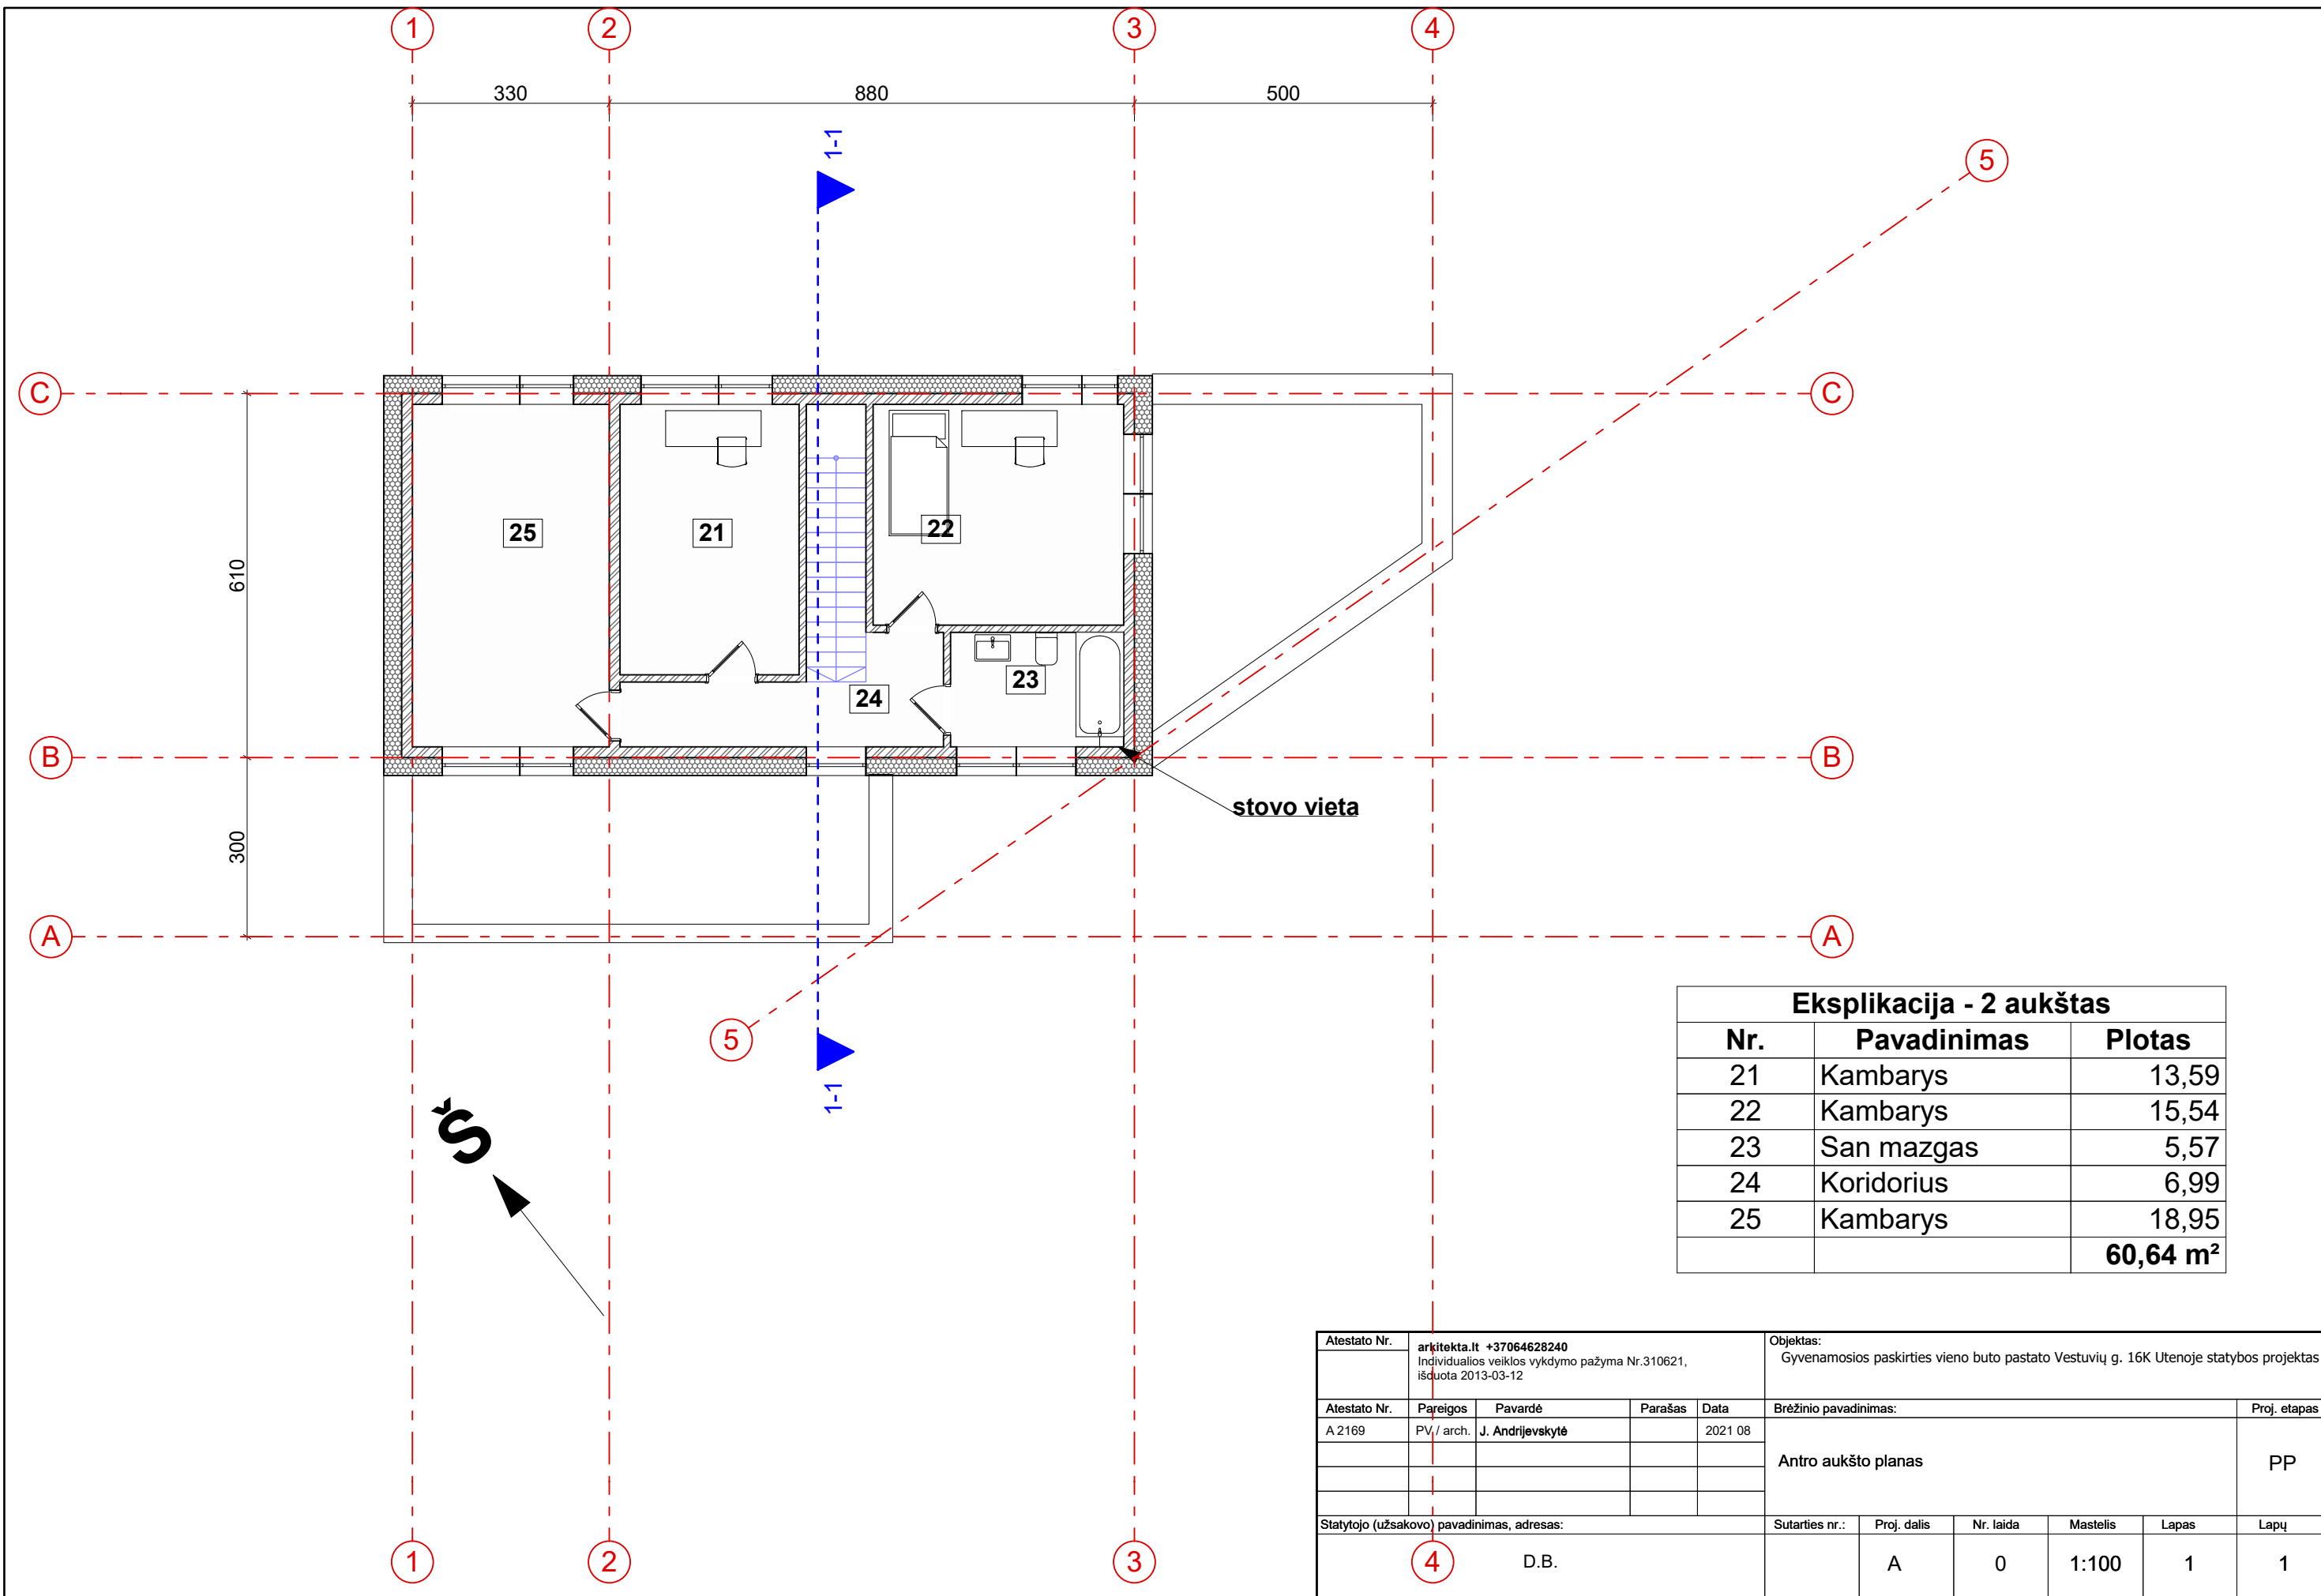 1
2
3
4
330
880
500
1-1
5
C
C
25
21
22
610
23
24
B
B
stovo vieta
300
A
A
5
1-1
Š
Eksplikacija - 2 aukštas
Nr. Pavadinimas Plotas
21 Kambarys 13,59
22 Kambarys 15,54
23 San mazgas 5,57
24 Koridorius 6,99
25 Kambarys 18,95
60,64 m²
Atestato Nr.
arkitekta.lt +37064628240
Individualios veiklos vykdymo pažyma Nr.310621,
išduota 2013-03-12
Objektas:
Gyvenamosios paskirties vieno buto pastato Vestuvių g. 16K Utenoje statybos projektas
Atestato Nr. Pareigos Pavardė Parašas Data
A 2169 PV / arch. J. Andrijevskytė 2021 08
Brėžinio pavadinimas: Proj. etapas
Antro aukšto planas PP
Statytojo (užsakovo) pavadinimas, adresas:
D.B.
Sutarties nr.: Proj. dalis Nr. laida Mastelis Lapas Lapų
A 0 1:100 1 1
1
2
3
4